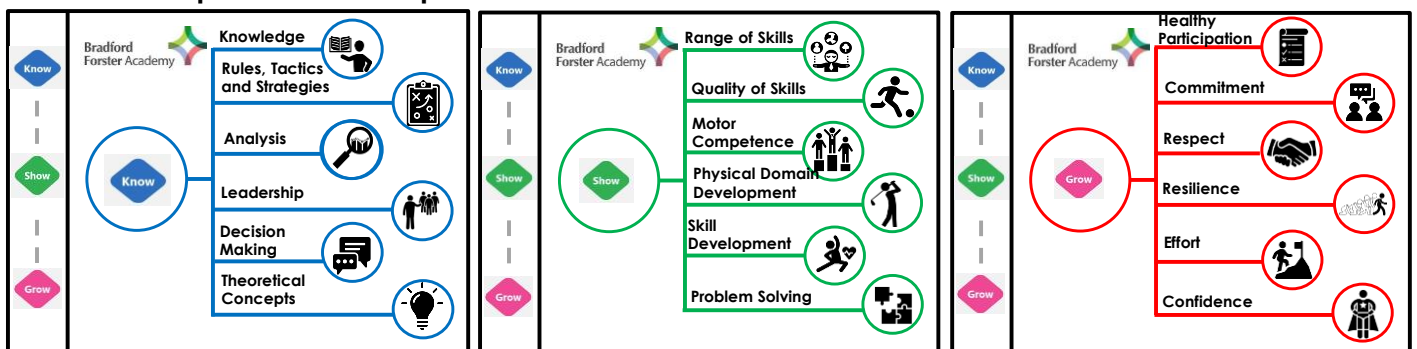 Know
Show
Grow
Bradford
Forster Academy
Know
Knowledge
Rules, Tactics
and Strategies
Analysis
Leadership
Decision
Making
Theoretical
Concepts
Know
Show
Grow
Bradford
Forster Academy
Show
Range of Skills
Quality of Skills
Motor
Competence
Physical Domain
Development
Skill
Development
Problem Solving
Know
Show
Grow
Bradford
Forster Academy
Grow
Healthy
Participation
Commitment
Respect
Resilience
Effort
Confidence